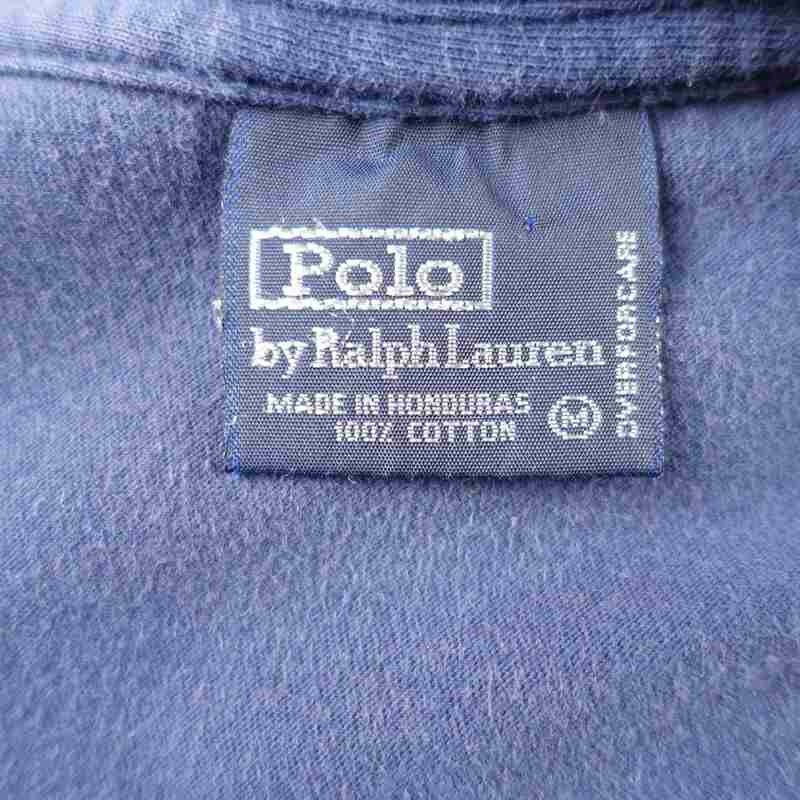 Polo
by Ralph Lauren
MADE IN HONDURAS
100% COTTON
M
OVER FOR CARE